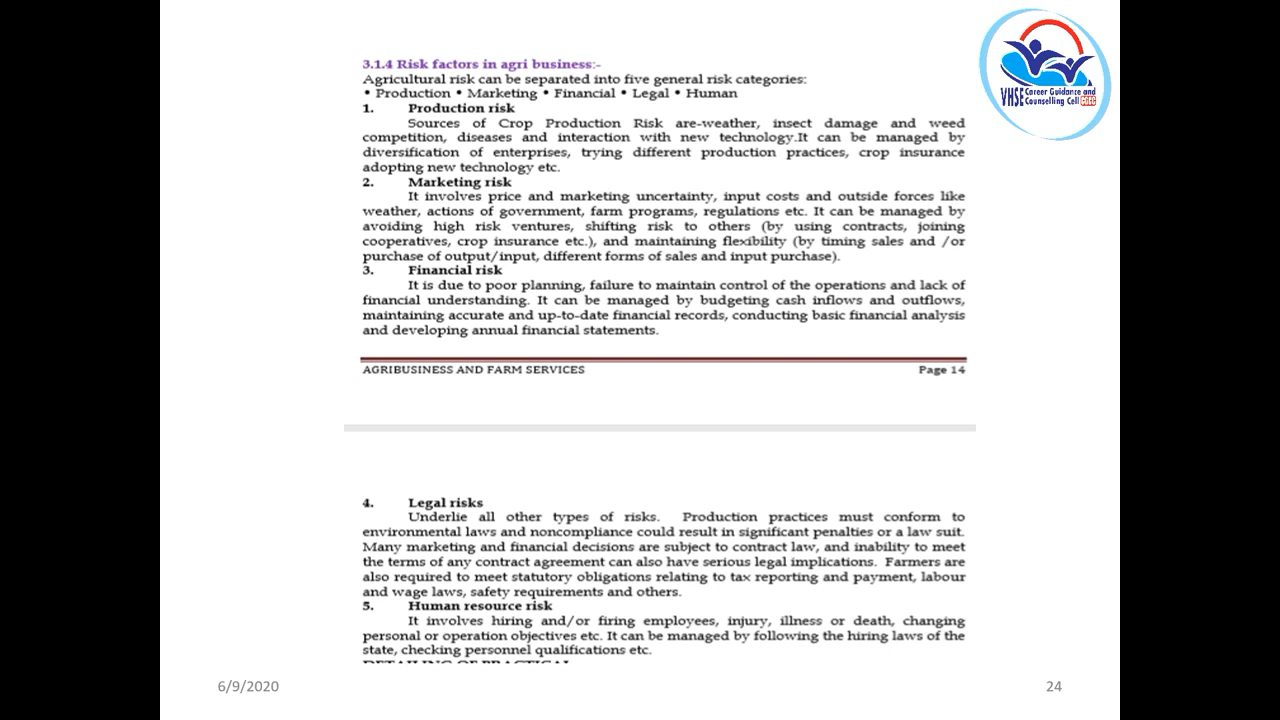 VHSE Career Guidance and
Counselling Cell CGCC
3.1.4 Risk factors in agri business:-
Agricultural risk can be separated into five general risk categories:
• Production • Marketing • Financial • Legal • Human
1. Production risk
Sources of Crop Production Risk are-weather, insect damage and weed
competition, diseases and interaction with new technology.It can be managed by
diversification of enterprises, trying different production practices, crop insurance
adopting new technology etc.
2. Marketing risk
It involves price and marketing uncertainty, input costs and outside forces like
weather, actions of government, farm programs, regulations etc. It can be managed by
avoiding high risk ventures, shifting risk to others (by using contracts, joining
cooperatives, crop insurance etc.), and maintaining flexibility (by timing sales and /or
purchase of output/input, different forms of sales and input purchase).
3. Financial risk
It is due to poor planning, failure to maintain control of the operations and lack of
financial understanding. It can be managed by budgeting cash inflows and outflows,
maintaining accurate and up-to-date financial records, conducting basic financial analysis
and developing annual financial statements.
AGRIBUSINESS AND FARM SERVICES Page 14
4. Legal risks
Underlie all other types of risks. Production practices must conform to
environmental laws and noncompliance could result in significant penalties or a law suit.
Many marketing and financial decisions are subject to contract law, and inability to meet
the terms of any contract agreement can also have serious legal implications. Farmers are
also required to meet statutory obligations relating to tax reporting and payment, labour
and wage laws, safety requirements and others.
5. Human resource risk
It involves hiring and/or firing employees, injury, illness or death, changing
personal or operation objectives etc. It can be managed by following the hiring laws of the
state, checking personnel qualifications etc.
DETAILING OF PRACTICAL
6/9/2020 24